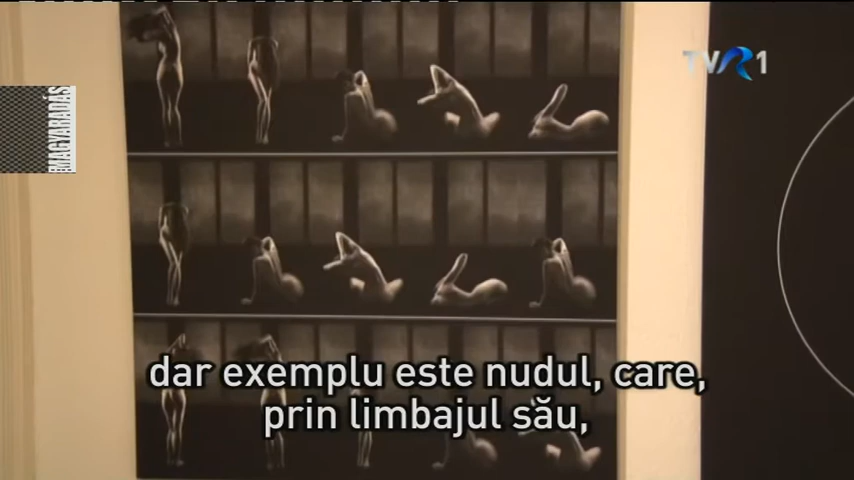 TVR1
MAGYARADÁS
dar exemplu este nudul, care,
prin limbajul său,